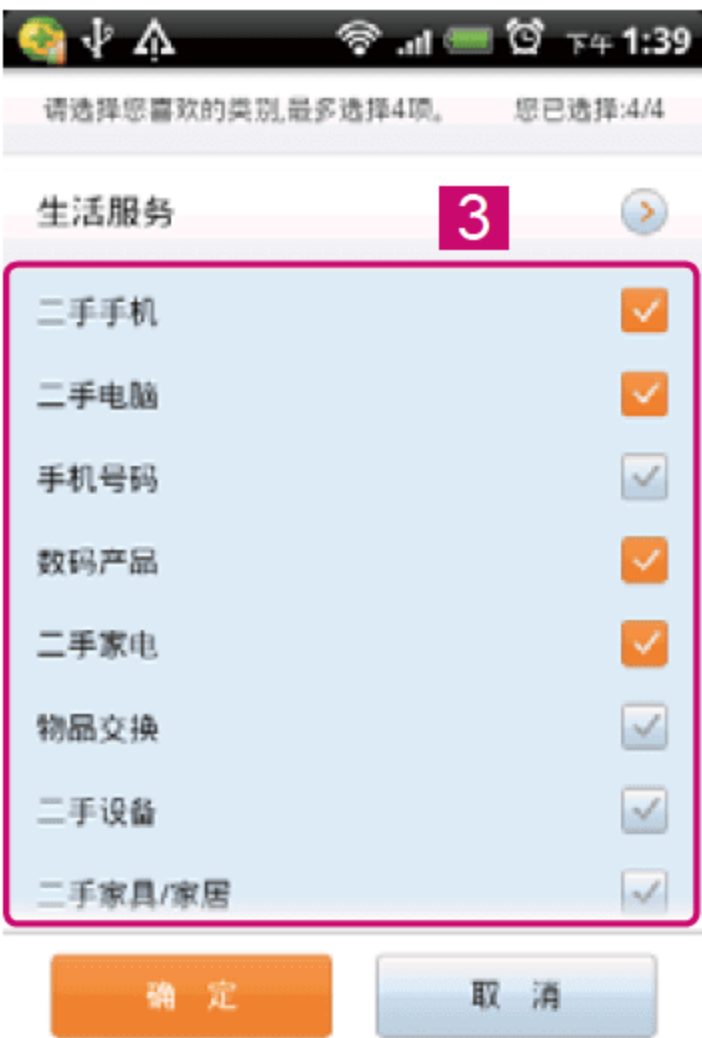 下午 1:39
请选择您喜欢的类别,最多选择4项。 您已选择:4/4
生活服务 3
二手手机
二手电脑
手机号码
数码产品
二手家电
物品交换
二手设备
二手家具/家居
确 定 取 消